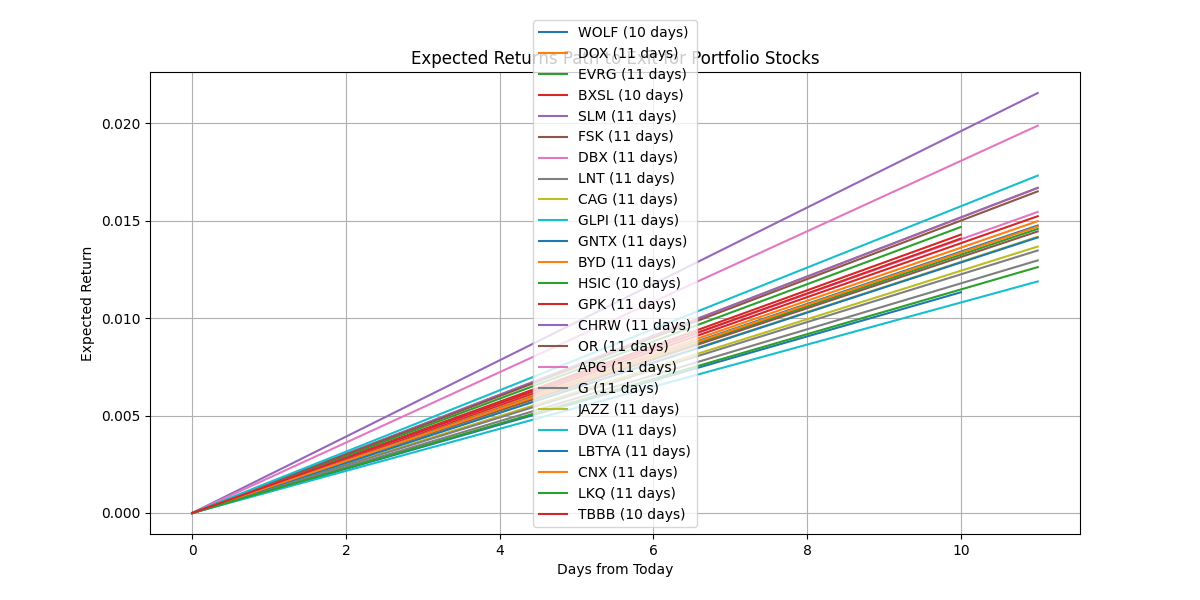 Expected Returns Path to Exit for Portfolio Stocks
WOLF (10 days)
DOX (11 days)
EVRG (11 days)
BXSL (10 days)
SLM (11 days)
FSK (11 days)
DBX (11 days)
LNT (11 days)
CAG (11 days)
GLPI (11 days)
GNTX (11 days)
BYD (11 days)
HSIC (10 days)
GPK (11 days)
CHRW (11 days)
OR (11 days)
APG (11 days)
G (11 days)
JAZZ (11 days)
DVA (11 days)
LBTYA (11 days)
CNX (11 days)
LKQ (11 days)
TBBB (10 days)
Expected Return
0.020
0.015
0.010
0.005
0.000
0 2 4 6 8 10
Days from Today